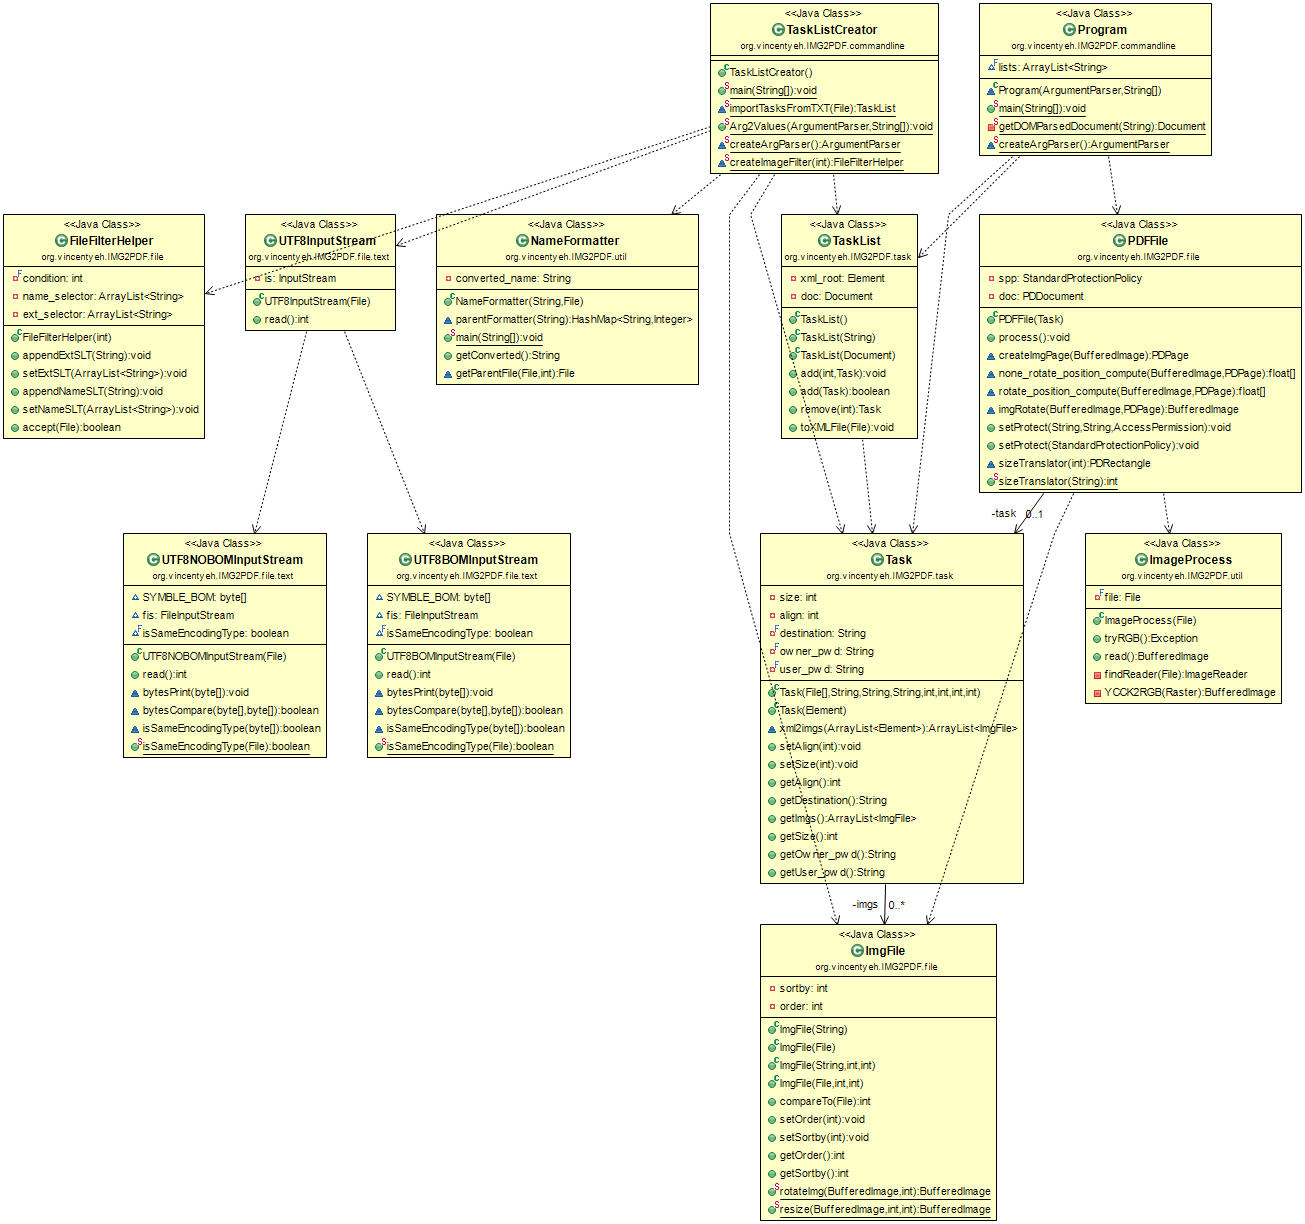 <<Java Class>>
TaskListCreator
org.vincentyeh.IMG2PDF.commandline
TaskListCreator()
main(String[]):void
importTasksFromTXT(File):TaskList
Arg2Values(ArgumentParser,String[]):void
createArgParser():ArgumentParser
createImageFilter(int):FileFilterHelper
<<Java Class>>
Program
org.vincentyeh.IMG2PDF.commandline
lists: ArrayList<String>
Program(ArgumentParser,String[])
main(String[]):void
getDOMParsedDocument(String):Document
createArgParser():ArgumentParser
<<Java Class>>
FileFilterHelper
org.vincentyeh.IMG2PDF.file
condition: int
name_selector: ArrayList<String>
ext_selector: ArrayList<String>
FileFilterHelper(int)
appendExtSLT(String):void
setExtSLT(ArrayList<String>):void
appendNameSLT(String):void
setNameSLT(ArrayList<String>):void
accept(File):boolean
<<Java Class>>
UTF8InputStream
org.vincentyeh.IMG2PDF.file.text
is: InputStream
UTF8InputStream(File)
read():int
<<Java Class>>
NameFormatter
org.vincentyeh.IMG2PDF.util
converted_name: String
NameFormatter(String,File)
parentFormatter(String):HashMap<String,Integer>
main(String[]):void
getConverted():String
getParentFile(File,int):File
<<Java Class>>
TaskList
org.vincentyeh.IMG2PDF.task
xml_root: Element
doc: Document
TaskList()
TaskList(String)
TaskList(Document)
add(int,Task):void
add(Task):boolean
remove(int):Task
toXMLFile(File):void
<<Java Class>>
PDFFile
org.vincentyeh.IMG2PDF.file
spp: StandardProtectionPolicy
doc: PDDocument
PDFFile(Task)
process():void
createImgPage(BufferedImage):PDPage
none_rotate_position_compute(BufferedImage,PDPage):float[]
rotate_position_compute(BufferedImage,PDPage):float[]
imgRotate(BufferedImage,PDPage):BufferedImage
setProtect(String,String,AccessPermission):void
setProtect(StandardProtectionPolicy):void
sizeTranslator(int):PDRectangle
sizeTranslator(String):int
-task 0..1
<<Java Class>>
UTF8NOBOMInputStream
org.vincentyeh.IMG2PDF.file.text
SYMBLE_BOM: byte[]
fis: FileInputStream
isSameEncodingType: boolean
UTF8NOBOMInputStream(File)
read():int
bytesPrint(byte[]):void
bytesCompare(byte[],byte[]):boolean
isSameEncodingType(byte[]):boolean
isSameEncodingType(File):boolean
<<Java Class>>
UTF8BOMInputStream
org.vincentyeh.IMG2PDF.file.text
SYMBLE_BOM: byte[]
fis: FileInputStream
isSameEncodingType: boolean
UTF8BOMInputStream(File)
read():int
bytesPrint(byte[]):void
bytesCompare(byte[],byte[]):boolean
isSameEncodingType(byte[]):boolean
isSameEncodingType(File):boolean
<<Java Class>>
Task
org.vincentyeh.IMG2PDF.task
size: int
align: int
destination: String
owner_pwd: String
user_pwd: String
Task(File[],String,String,String,int,int,int,int)
Task(Element)
xml2imgs(ArrayList<Element>):ArrayList<ImgFile>
setAlign(int):void
setSize(int):void
getAlign():int
getDestination():String
getImgs():ArrayList<ImgFile>
getSize():int
getOwner_pwd():String
getUser_pwd():String
<<Java Class>>
ImageProcess
org.vincentyeh.IMG2PDF.util
file: File
ImageProcess(File)
tryRGB():Exception
read():BufferedImage
findReader(File):ImageReader
YCCK2RGB(Raster):BufferedImage
-imgs 0..*
<<Java Class>>
ImgFile
org.vincentyeh.IMG2PDF.file
sortby: int
order: int
ImgFile(String)
ImgFile(File)
ImgFile(String,int,int)
ImgFile(File,int,int)
compareTo(File):int
setOrder(int):void
setSortby(int):void
getOrder():int
getSortby():int
rotateImg(BufferedImage,int):BufferedImage
resize(BufferedImage,int,int):BufferedImage